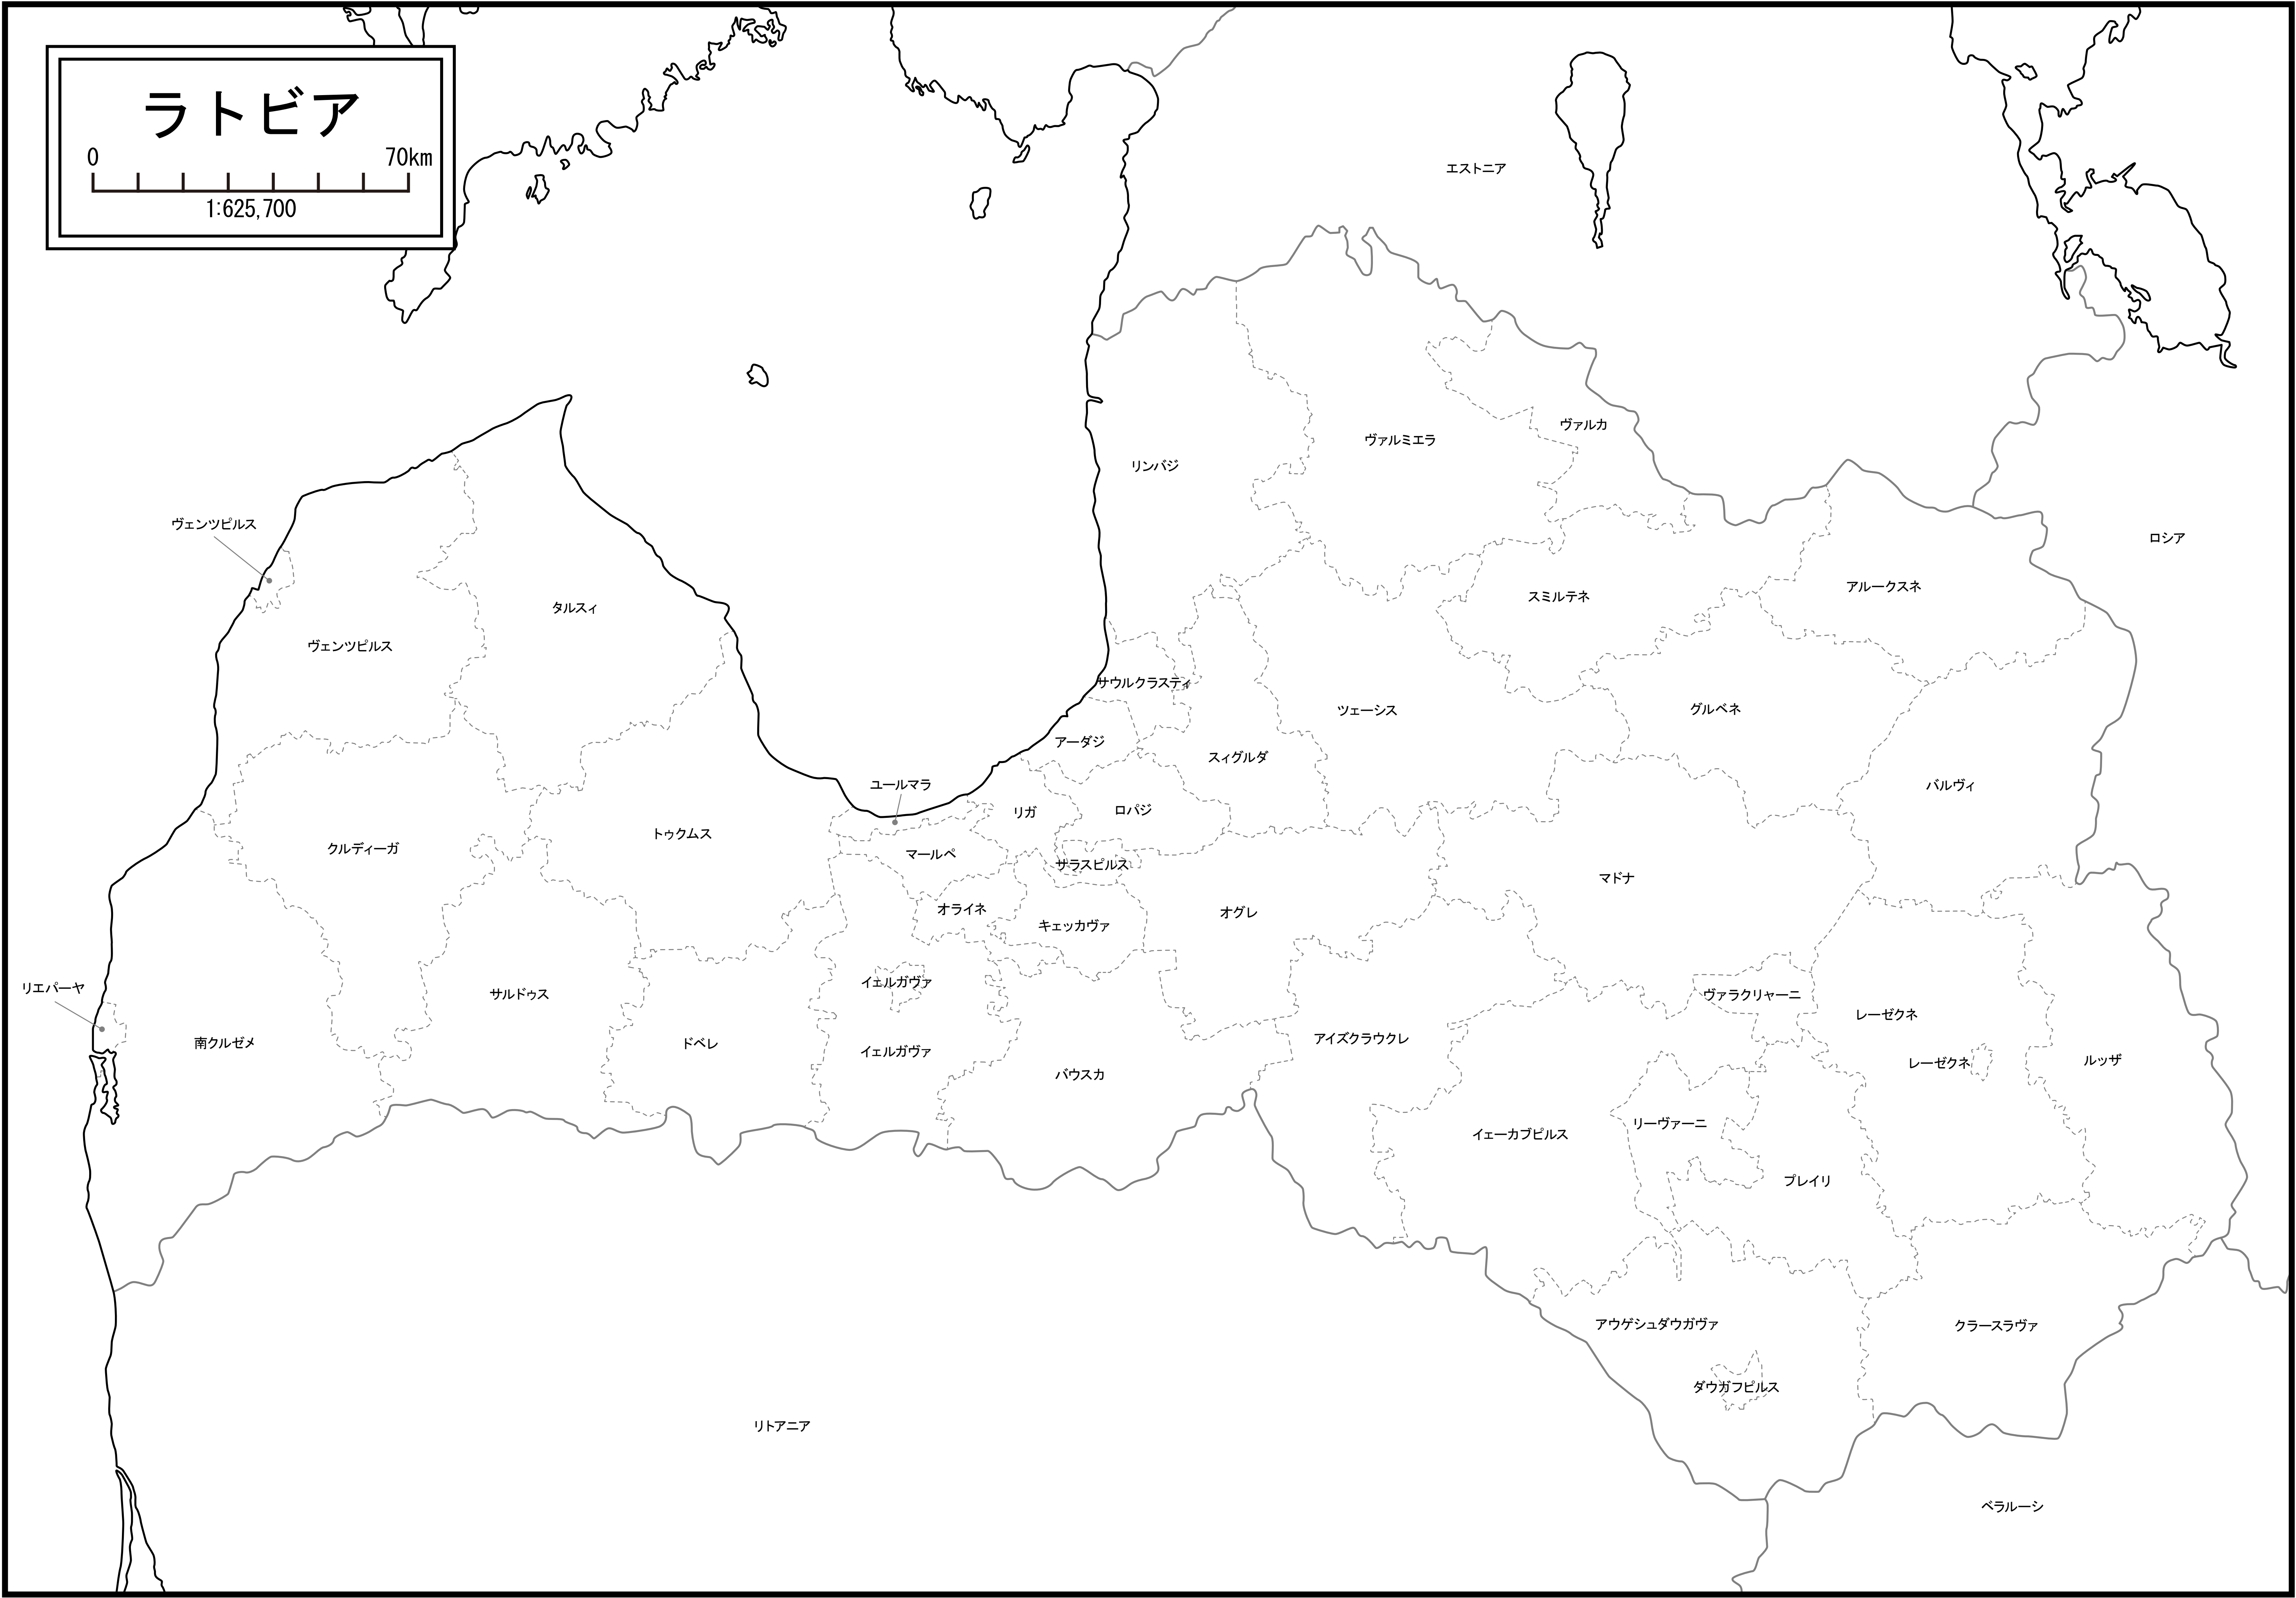 ラトビア
0 70km
1:625,700
エストニア
ロシア
ヴァルカ
ヴァルミエラ
リンバジ
ヴェンツピルス
アルークスネ
スミルテネ
タルスィ
ヴェンツピルス
サウルクラスティ
グルベネ
ツェーシス
アーダジ
スィグルダ
ユールマラ
バルヴィ
リガ
ロパジ
トゥクムス
クルディーガ
マールペ
サラスピルス
マドナ
オライネ
オグレ
キェッカヴァ
イェルガヴァ
リエパーヤ
サルドゥス
ヴァラクリャーニ
レーゼクネ
アイズクラウクレ
南クルゼメ
ドベレ
イェルガヴァ
ルッザ
レーゼクネ
バウスカ
リーヴァーニ
イェーカブピルス
プレイリ
アウゲシュダウガヴァ
クラースラヴァ
ダウガフピルス
リトアニア
ベラルーシ